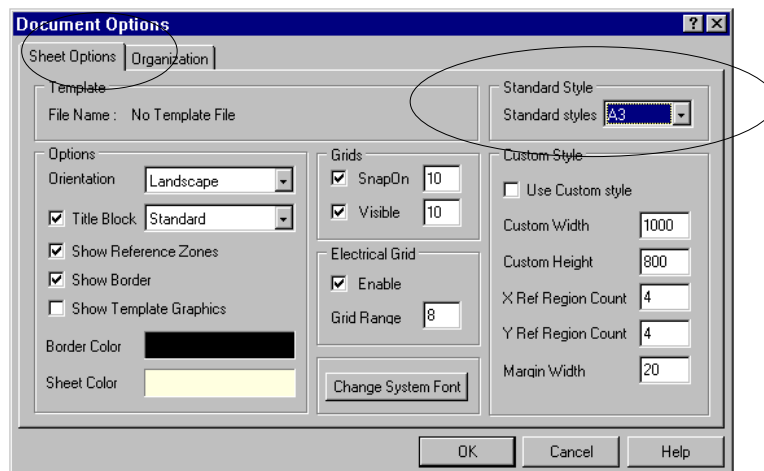 Document Options
Sheet Options
Organization
Template
File Name : No Template File
Standard Style
Standard styles A3
Options
Orientation Landscape
Title Block Standard
Show Reference Zones
Show Border
Show Template Graphics
Border Color
Sheet Color
Grids
SnapOn 10
Visible 10
Electrical Grid
Enable
Grid Range 8
Change System Font
Custom Style
Use Custom style
Custom Width 1000
Custom Height 800
X Ref Region Count 4
Y Ref Region Count 4
Margin Width 20
OK
Cancel
Help